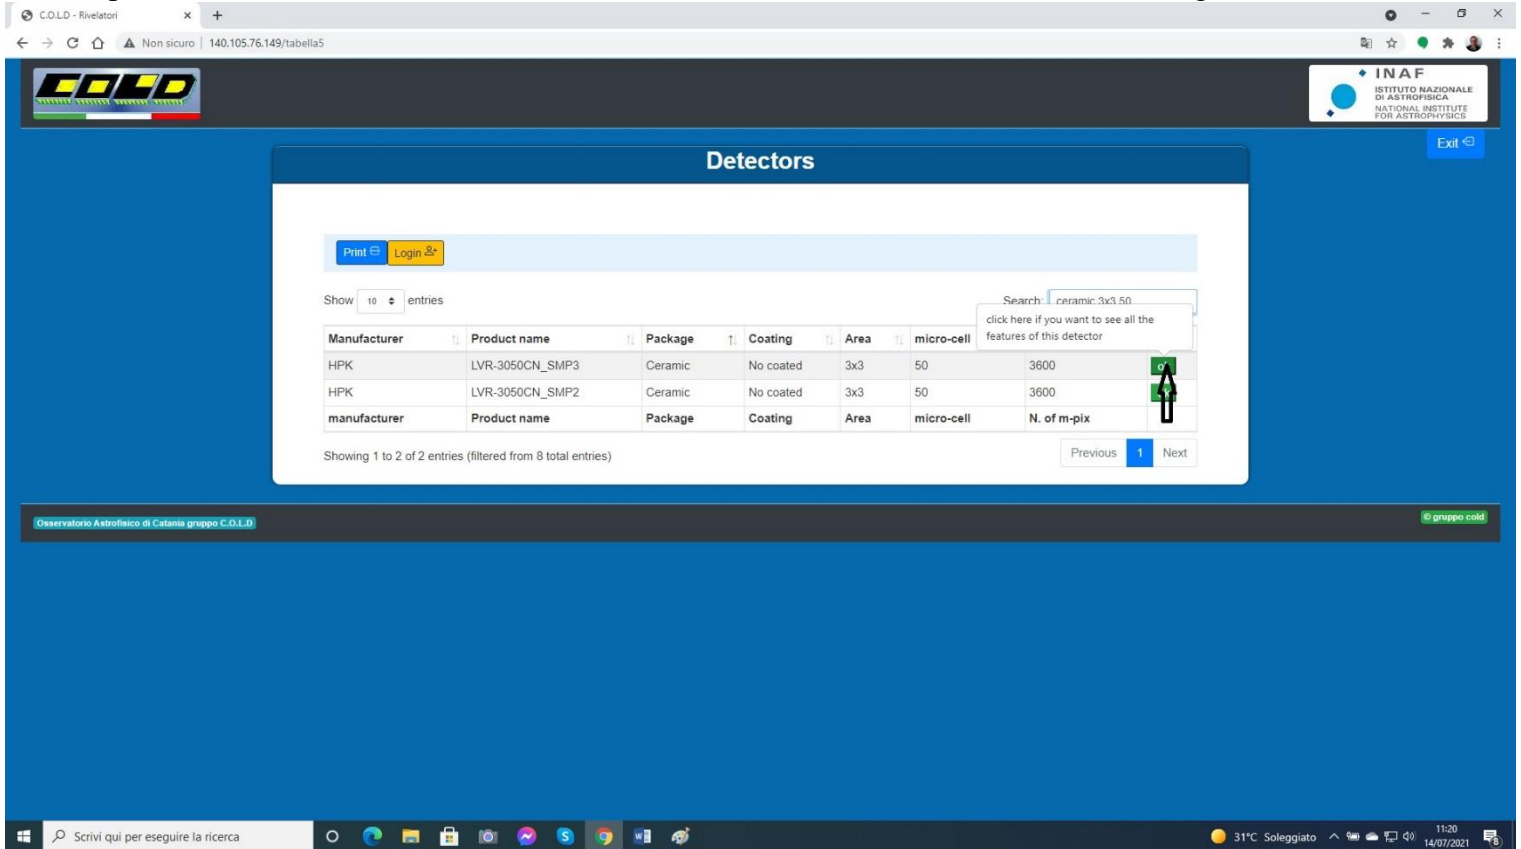 C.O.L.D - Rivelatori
Non sicuro | 140.105.76.149/tabella5
COLD
INAF
ISTITUTO NAZIONALE
DI ASTROFISICA
NATIONAL INSTITUTE
FOR ASTROPHYSICS
Exit
Detectors
Print Login
Show 10 entries Search: ceramic 3x3 50
click here if you want to see all the
features of this detector
Manufacturer Product name Package Coating Area micro-cell
HPK LVR-3050CN_SMP3 Ceramic No coated 3x3 50 3600
HPK LVR-3050CN_SMP2 Ceramic No coated 3x3 50 3600
manufacturer Product name Package Coating Area micro-cell N. of m-pix
Showing 1 to 2 of 2 entries (filtered from 8 total entries) Previous 1 Next
Osservatorio Astrofisico di Catania gruppo C.O.L.D © gruppo cold
Scrivi qui per eseguire la ricerca
31°C Soleggiato
11:20
14/07/2021